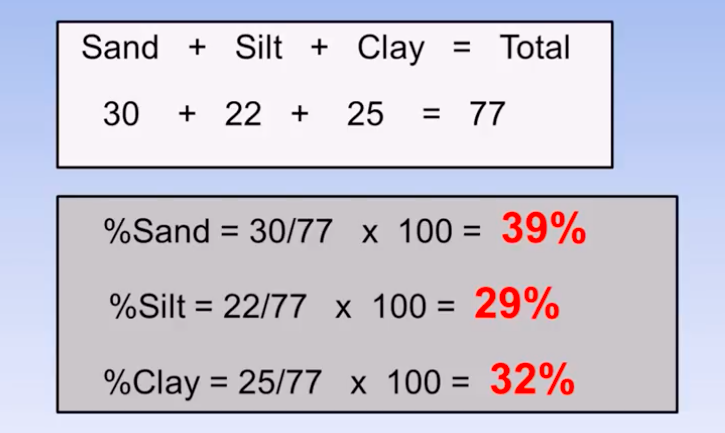 Sand + Silt + Clay = Total
30 + 22 + 25 = 77
%Sand = 30/77 x 100 = 39%
%Silt = 22/77 x 100 = 29%
%Clay = 25/77 x 100 = 32%